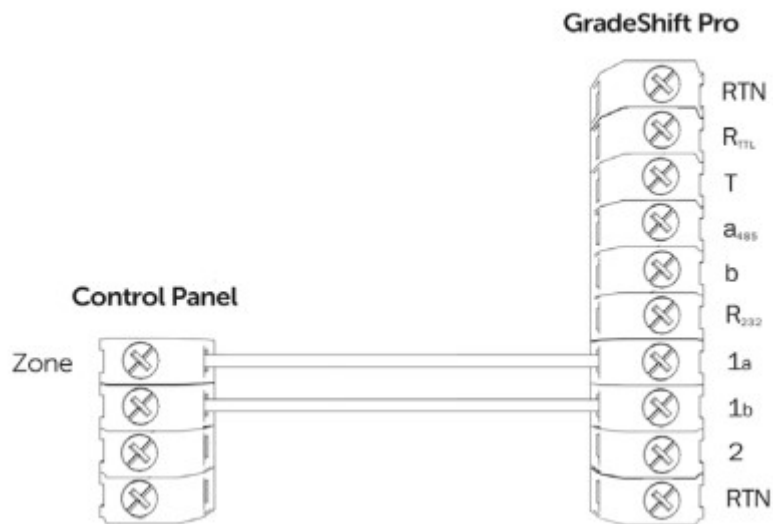 GradeShift Pro
RTN
RTTL
T
a485
b
Control Panel
R232
Zone
1a
1b
2
RTN